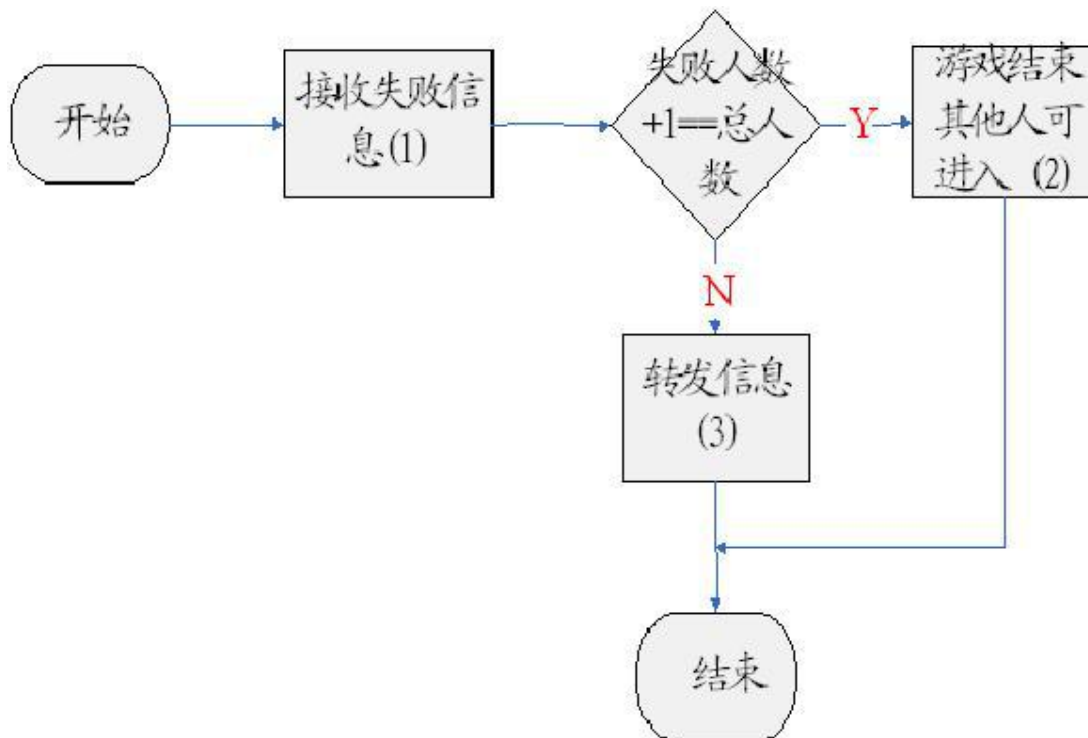 开始
接收失败信
息(1)
失败人数
+1==总人
数
Y
游戏结束
其他人可
进入 (2)
N
转发信息
(3)
结束